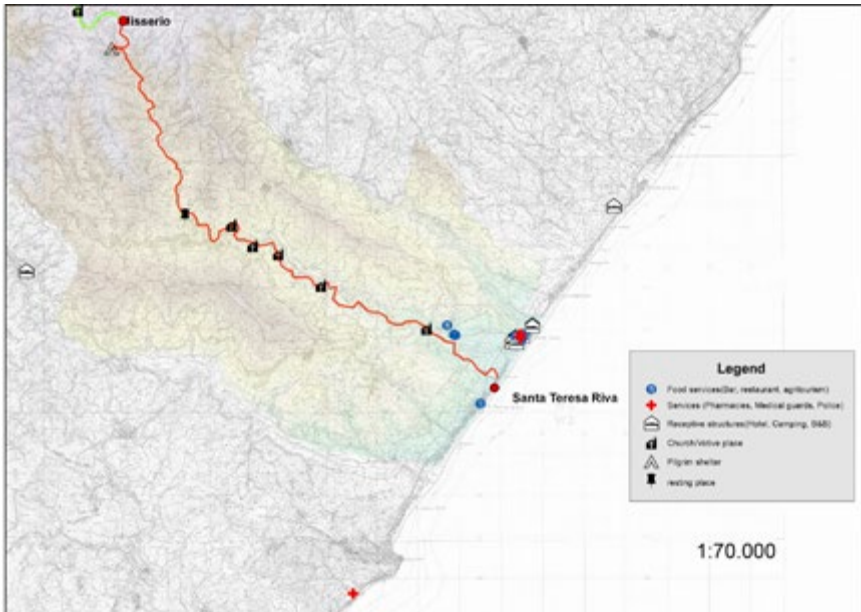 Misserio
Santa Teresa Riva
Legend
Food services(Bar, restaurant, agritourism)
Services (Pharmacies, Medical guards, Police)
Receptive structures(Hotel, Camping, B&B)
Church/Votive place
Pilgrim shelter
resting place
1:70.000